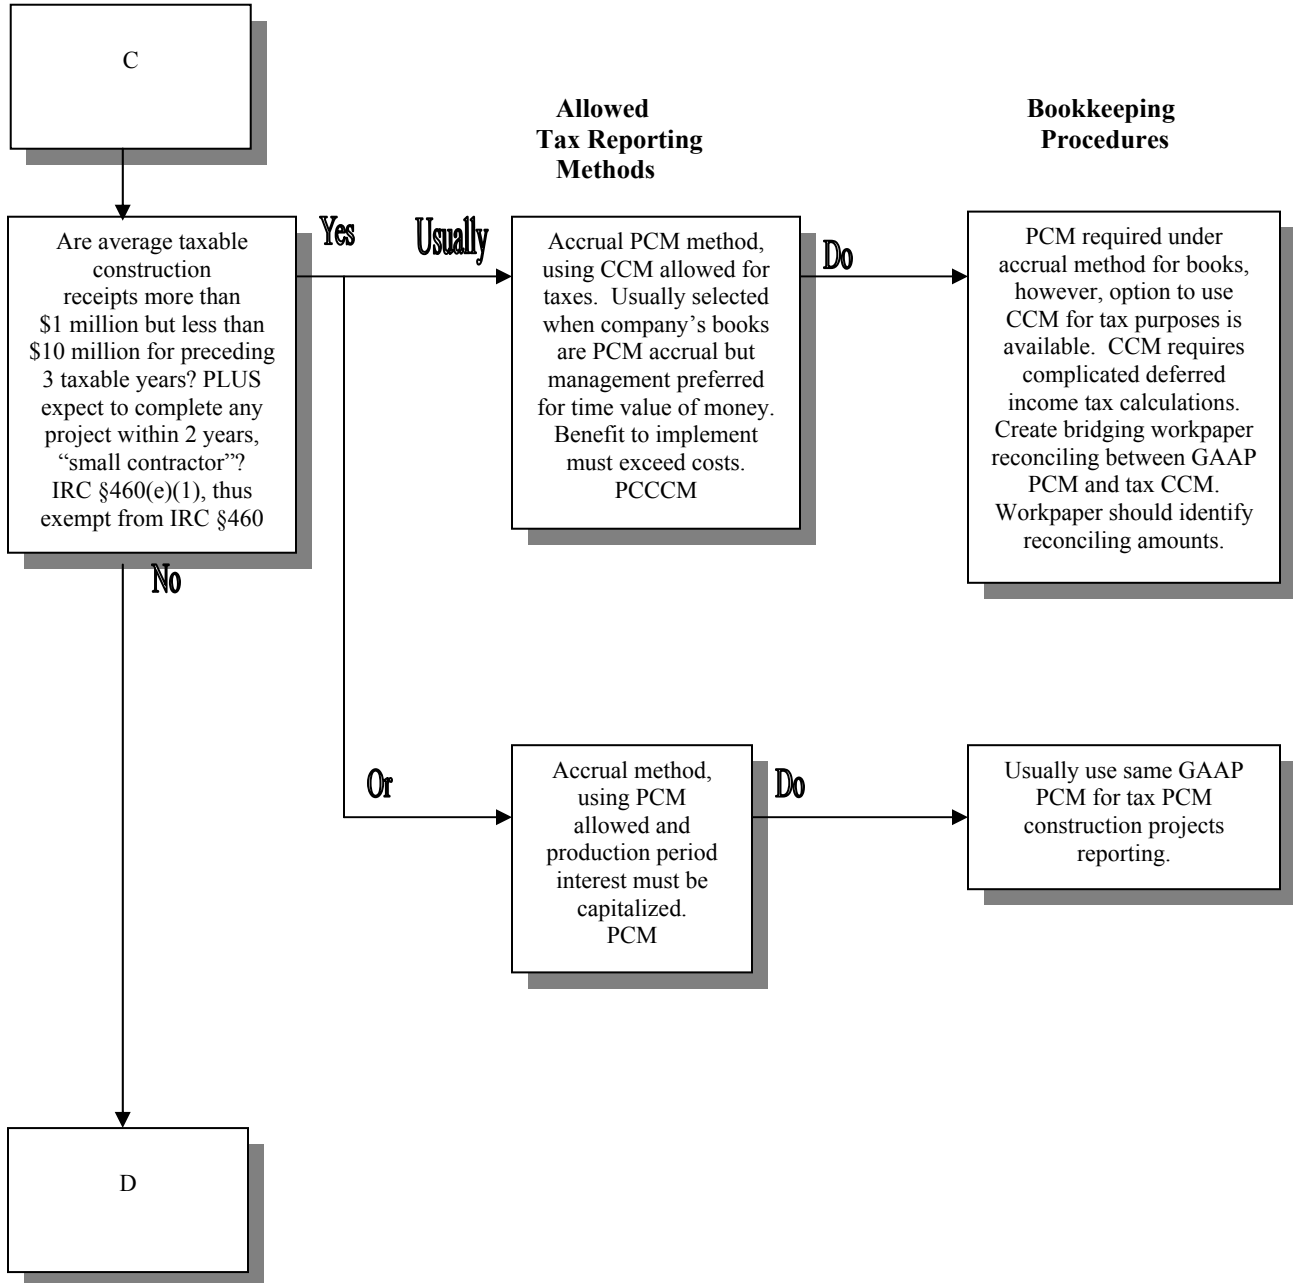 C
Allowed
Tax Reporting
Methods
Bookkeeping
Procedures
Are average taxable
construction
receipts more than
$1 million but less than
$10 million for preceding
3 taxable years? PLUS
expect to complete any
project within 2 years,
“small contractor”?
IRC §460(e)(1), thus
exempt from IRC §460
Yes
Usually
Accrual PCM method,
using CCM allowed for
taxes.  Usually selected
when company’s books
are PCM accrual but
management preferred
for time value of money.
Benefit to implement
must exceed costs.
PCCCM
Do
PCM required under
accrual method for books,
however, option to use
CCM for tax purposes is
available.  CCM requires
complicated deferred
income tax calculations.
Create bridging workpaper
reconciling between GAAP
PCM and tax CCM.
Workpaper should identify
reconciling amounts.
No
Or
Accrual method,
using PCM
allowed and
production period
interest must be
capitalized.
PCM
Do
Usually use same GAAP
PCM for tax PCM
construction projects
reporting.
D